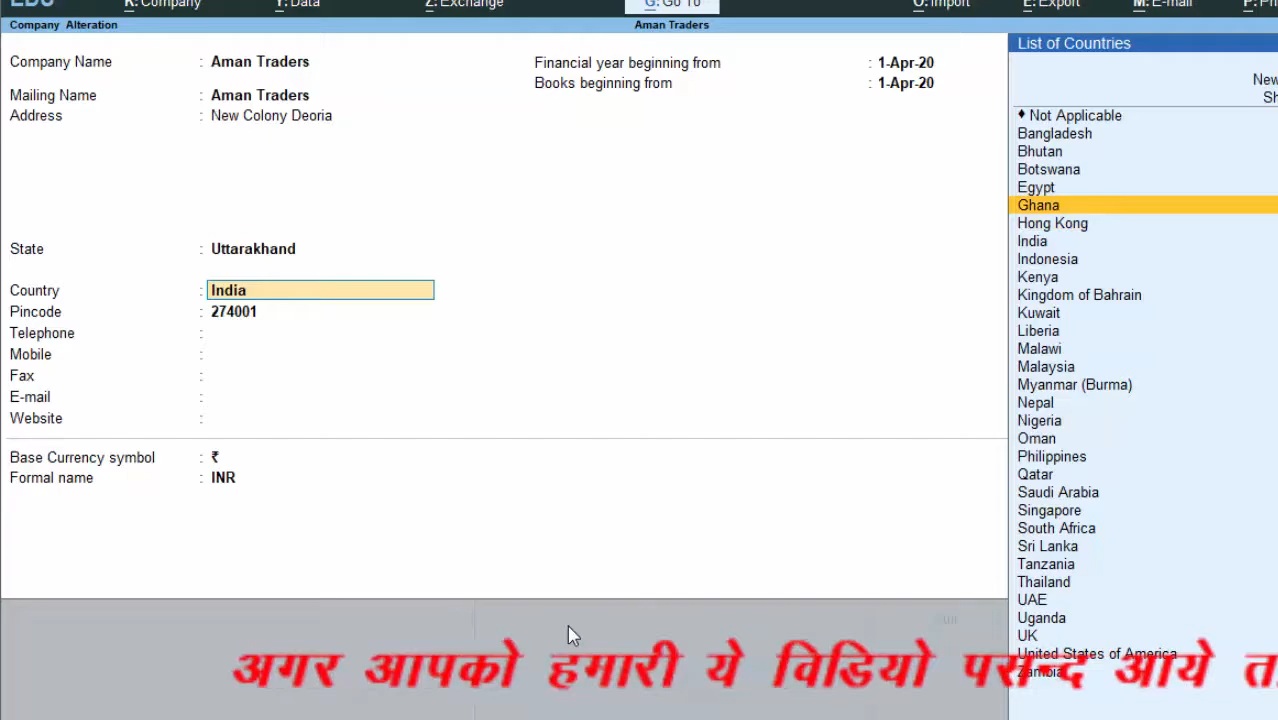 EDU K: Company Y: Data Z: Exchange G: Go To O: Import E: Export M: E-mail
Company Alteration Aman Traders
Company Name : Aman Traders
Mailing Name : Aman Traders
Address : New Colony Deoria
State : Uttarakhand
Country : India
Pincode : 274001
Telephone :
Mobile :
Fax :
E-mail :
Website :
Base Currency symbol : ₹
Formal name : INR
Financial year beginning from : 1-Apr-20
Books beginning from : 1-Apr-20
List of Countries
New
Sh
♦ Not Applicable
Bangladesh
Bhutan
Botswana
Egypt
Ghana
Hong Kong
India
Indonesia
Kenya
Kingdom of Bahrain
Kuwait
Liberia
Malawi
Malaysia
Myanmar (Burma)
Nepal
Nigeria
Oman
Philippines
Qatar
Saudi Arabia
Singapore
South Africa
Sri Lanka
Tanzania
Thailand
UAE
Uganda
UK
United States of America
Zambia
अगर आपको हमारी ये विडियो पसन्द आये